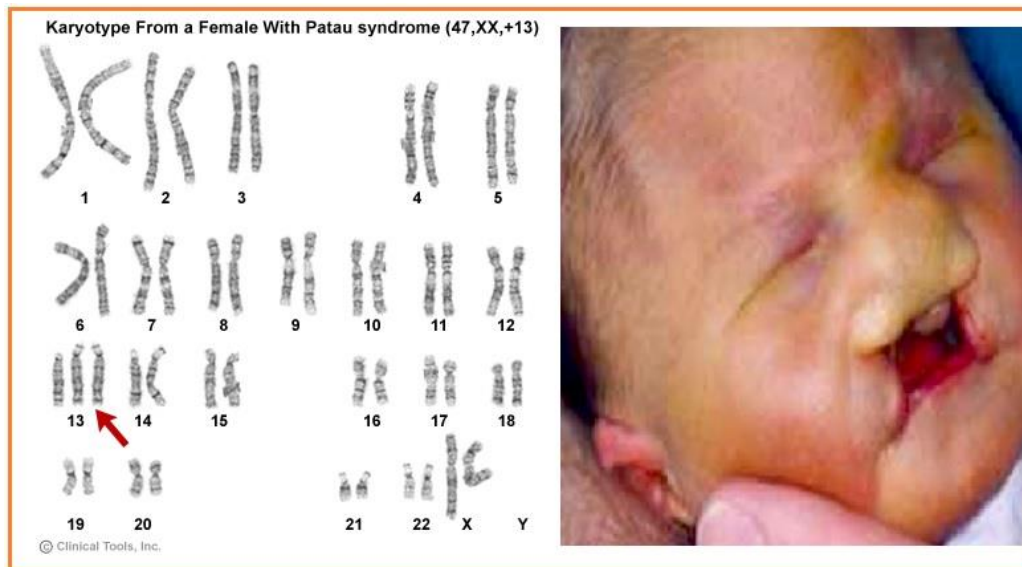 Karyotype From a Female With Patau syndrome (47,XX,+13)
1 2 3 4 5
6 7 8 9 10 11 12
13 14 15 16 17 18
19 20 21 22 X Y
© Clinical Tools, Inc.